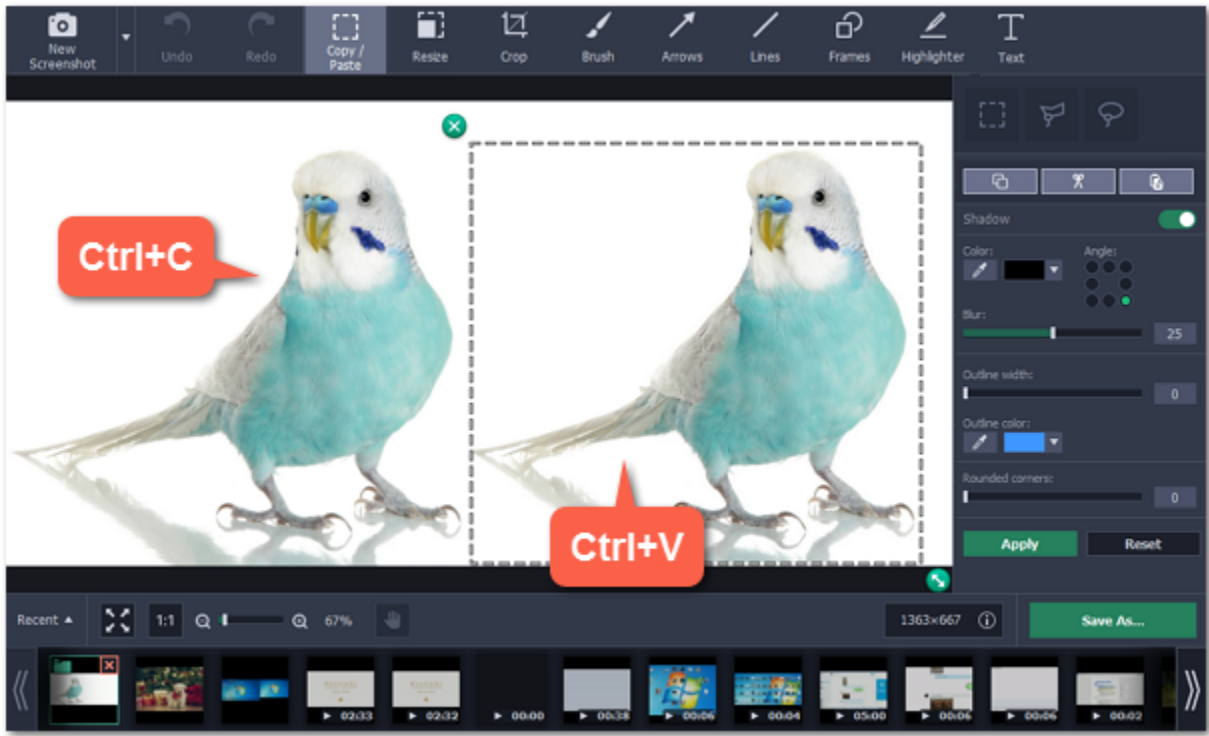 New
Screenshot
Undo
Redo
Copy /
Paste
Resize
Crop
Brush
Arrows
Lines
Frames
Highlighter
Text
Ctrl+C
Ctrl+V
Shadow
Color:
Angle:
Blur:
25
Outline width:
0
Outline color:
Rounded corners:
0
Apply
Reset
Recent
1:1
67%
1363×667
Save As...
02:33
02:32
00:00
00:38
00:06
00:04
05:00
00:06
00:06
00:02